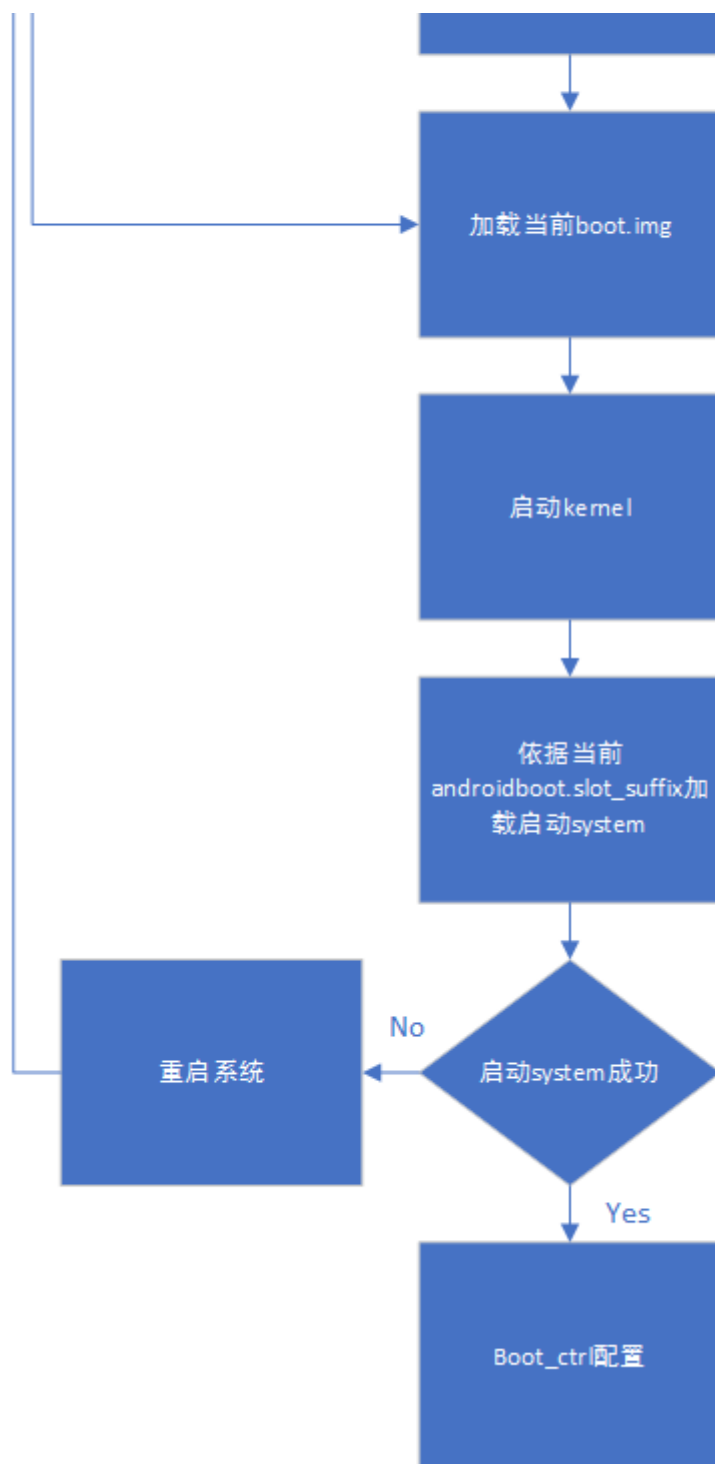 加载当前boot.img
启动kernel
依据当前
androidboot.slot_suffix加
载启动system
No
重启系统
启动system成功
Yes
Boot_ctrl配置